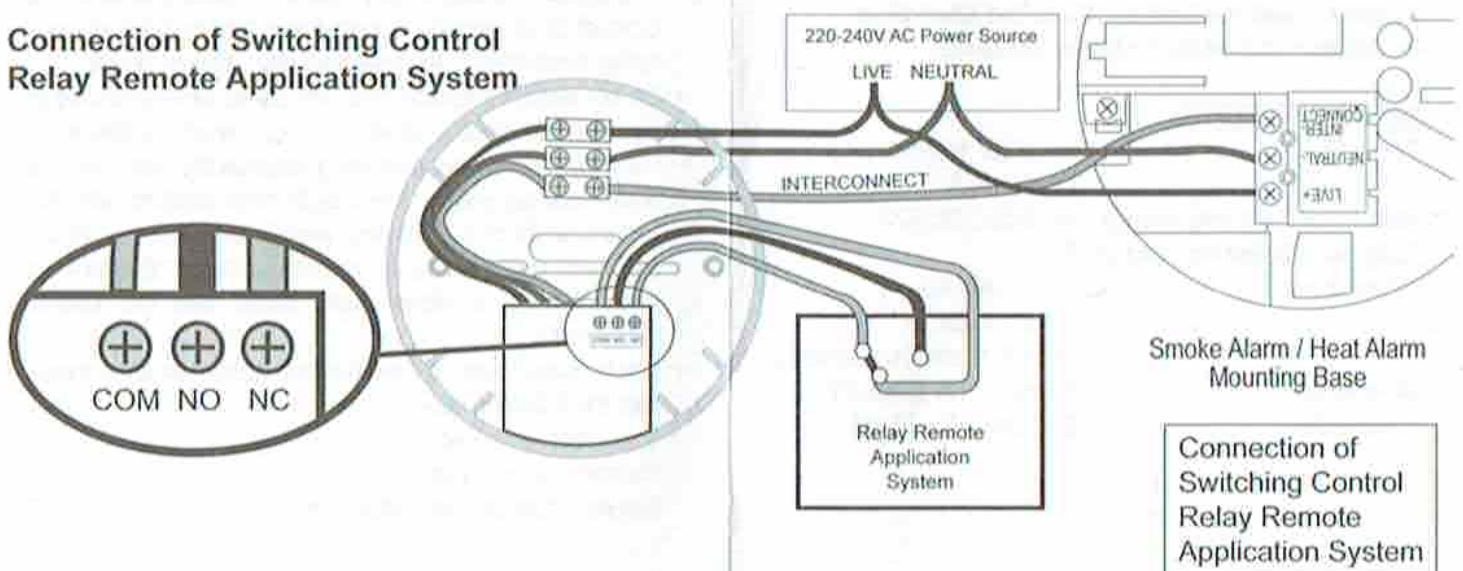 Connection of Switching Control
Relay Remote Application System
220-240V AC Power Source
LIVE NEUTRAL
INTERCONNECT
INTER-
CONNECT
NEUTRAL
LIVE+
COM NO NC
Relay Remote
Application
System
Smoke Alarm / Heat Alarm
Mounting Base
Connection of
Switching Control
Relay Remote
Application System